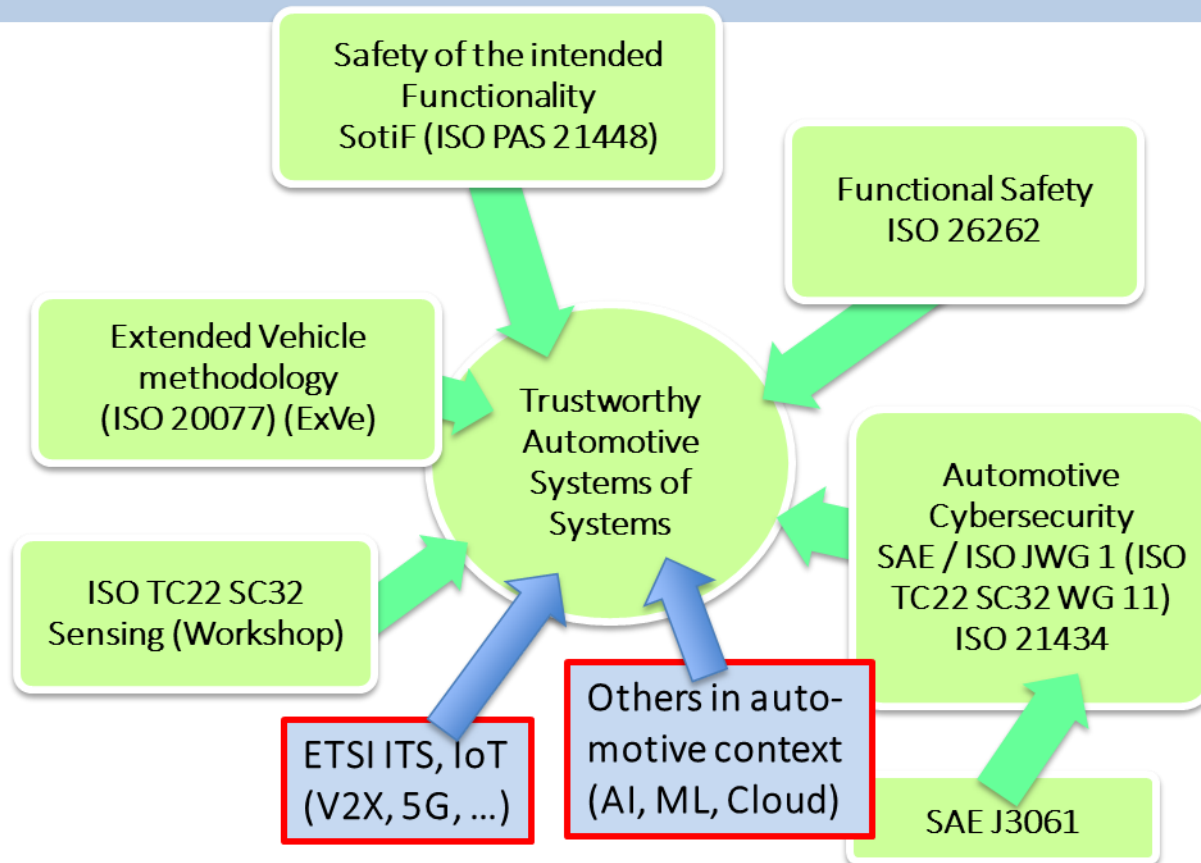 Safety of the intended
Functionality
SotiF (ISO PAS 21448)
Functional Safety
ISO 26262
Extended Vehicle
methodology
(ISO 20077) (ExVe)
Trustworthy
Automotive
Systems of
Systems
Automotive
Cybersecurity
SAE / ISO JWG 1 (ISO
TC22 SC32 WG 11)
ISO 21434
ISO TC22 SC32
Sensing (Workshop)
ETSI ITS, IoT
(V2X, 5G, …)
Others in auto-
motive context
(AI, ML, Cloud)
SAE J3061